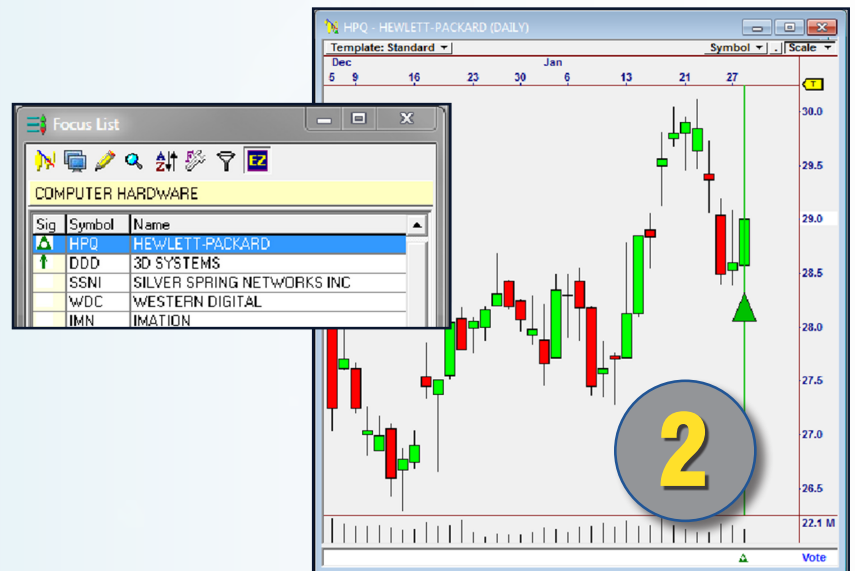 HPQ - HEWLETT-PACKARD (DAILY)
Template: Standard
Symbol . Scale
Dec Jan
5 9 16 23 30 6 13 21 27
T
30.0
29.5
29.0
28.5
28.0
27.5
27.0
26.5
22.1 M
Vote
Focus List
EZ
COMPUTER HARDWARE
Sig Symbol Name
HPQ HEWLETT-PACKARD
DDD 3D SYSTEMS
SSNI SILVER SPRING NETWORKS INC
WDC WESTERN DIGITAL
IMN IMATION
2